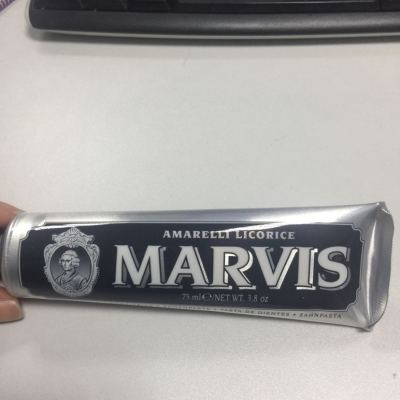 AMARELLI LICORICE
MARVIS
75 ml ℮/NET WT. 3.8 oz
PASTA DE DIENTES • ZAHNPASTA